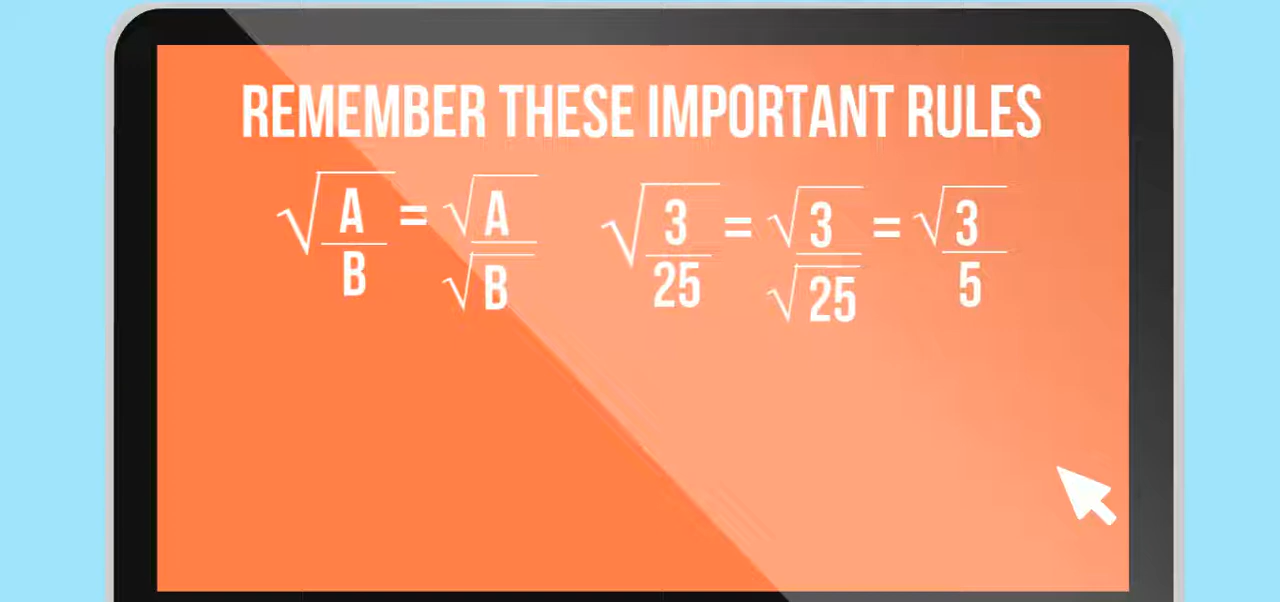 REMEMBER THESE IMPORTANT RULES
√(A/B) = √A/√B
√(3/25) = √3/√25 = √3/5